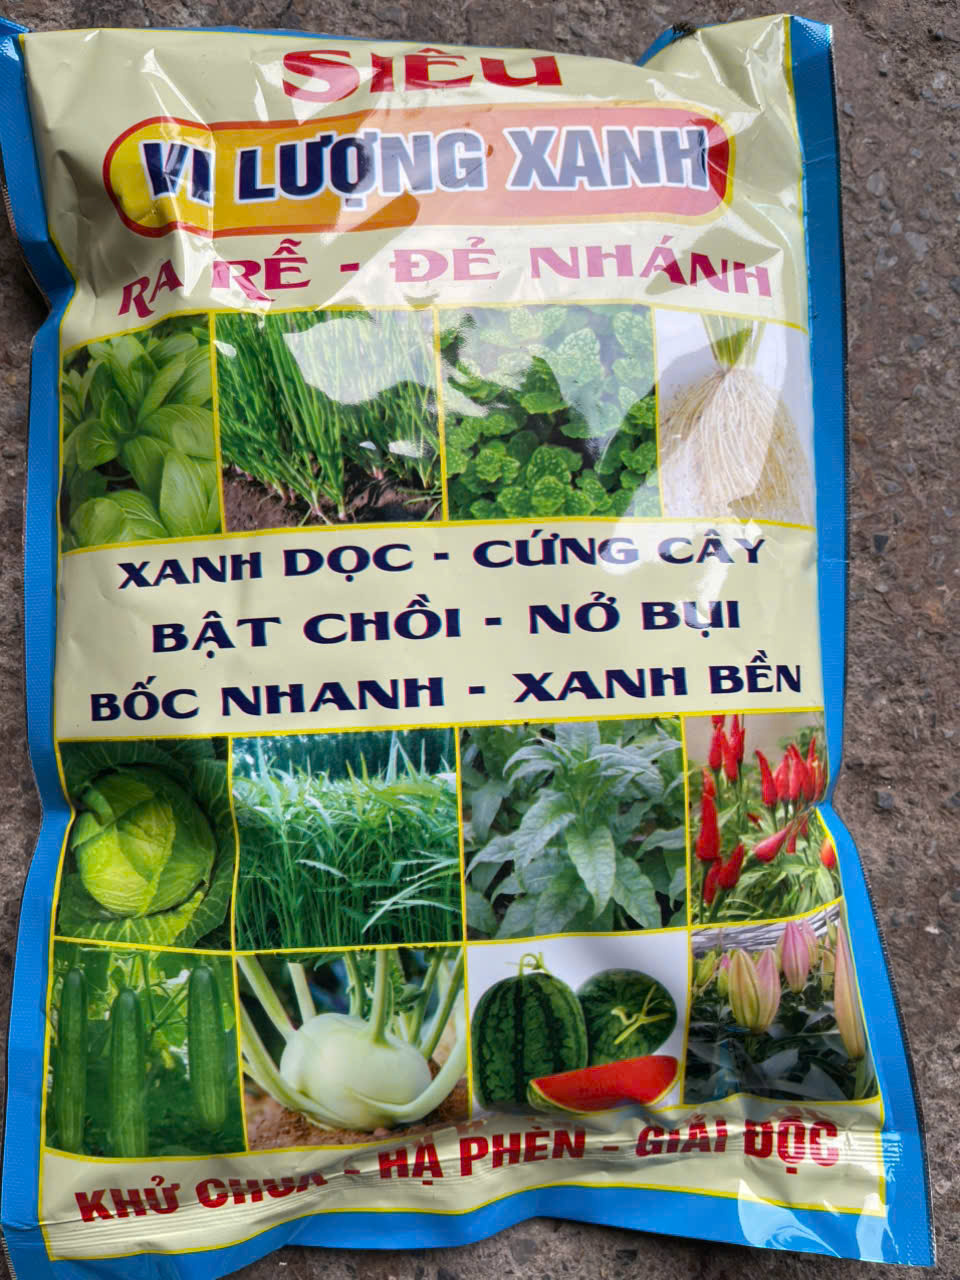 SIÊU
VI LƯỢNG XANH
RA RỄ - ĐẺ NHÁNH
XANH DỌC - CỨNG CÂY
BẬT CHỒI - NỞ BỤI
BỐC NHANH - XANH BỀN
KHỬ CHUA - HẠ PHÈN - GIẢI ĐỘC